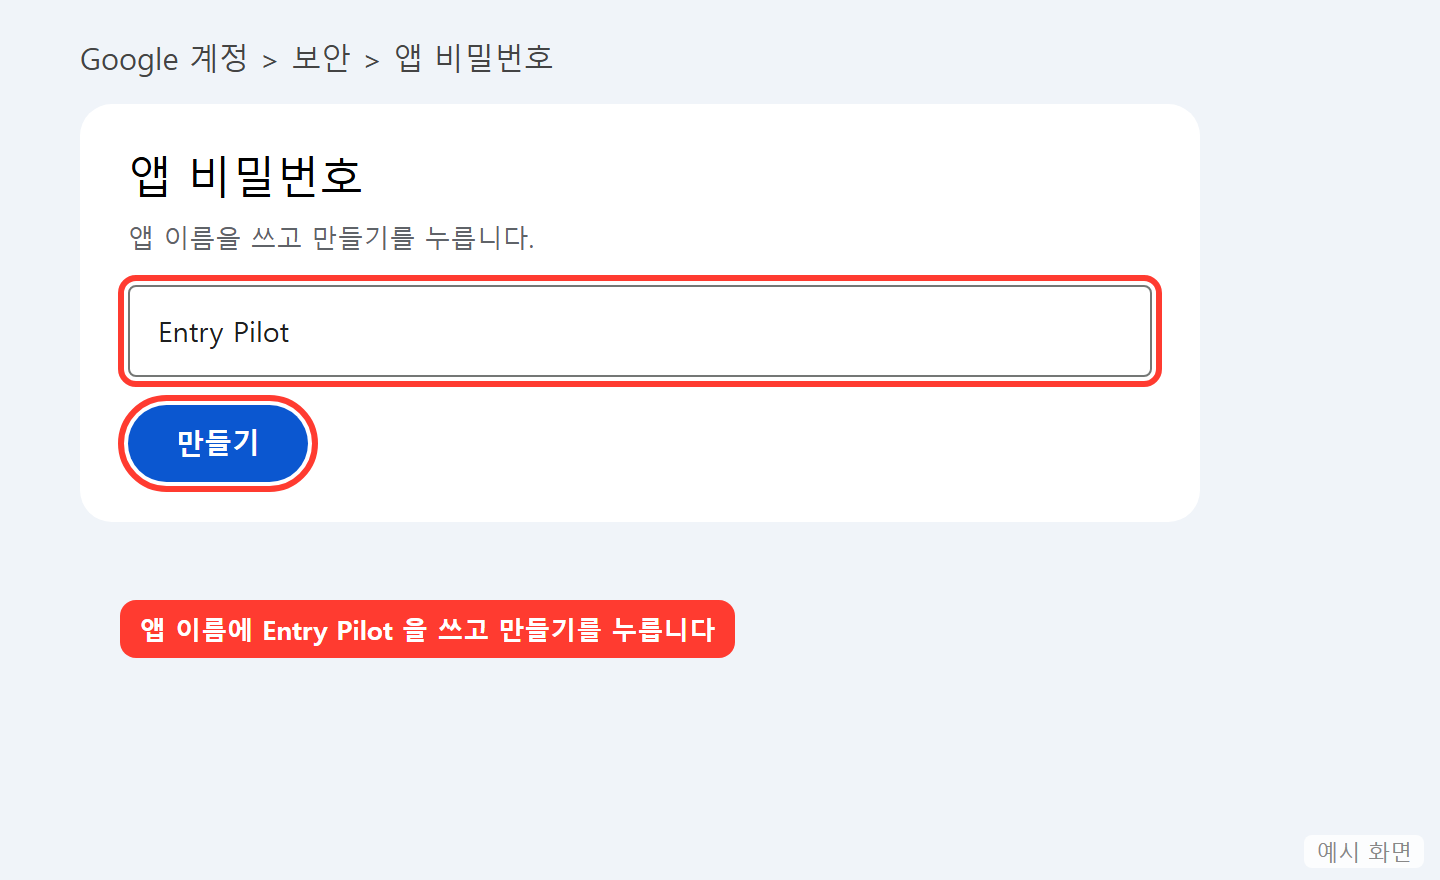 Google 계정 > 보안 > 앱 비밀번호
앱 비밀번호
앱 이름을 쓰고 만들기를 누릅니다.
Entry Pilot
만들기
앱 이름에 Entry Pilot 을 쓰고 만들기를 누릅니다
예시 화면